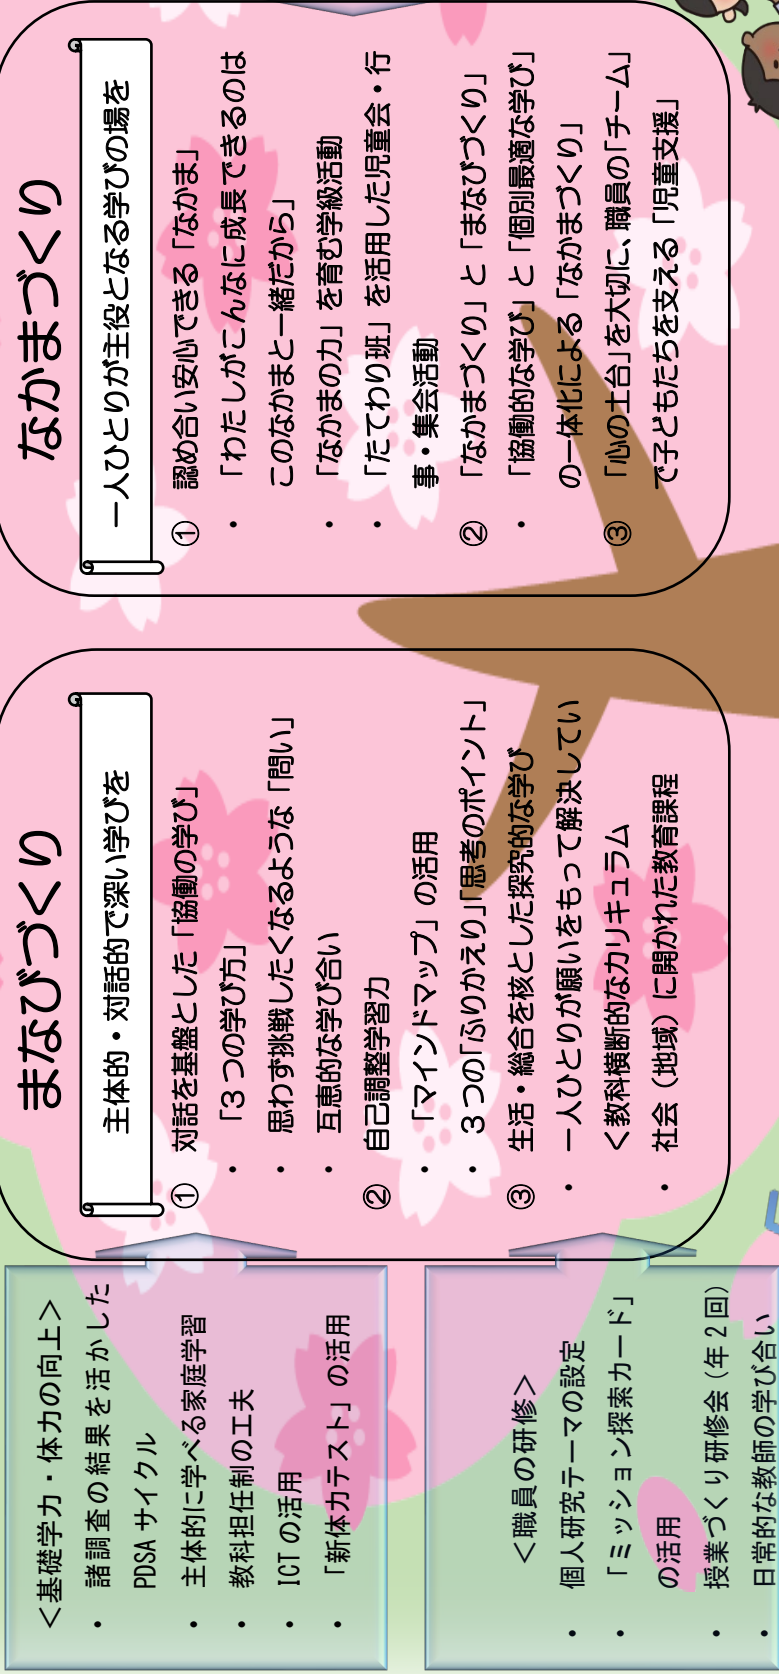 ＜基礎学力・体力の向上＞
・ 諸調査の結果を活かした
PDSA サイクル
・ 主体的に学べる家庭学習
・ 教科担任制の工夫
・ ICT の活用
・ 「新体力テスト」の活用
＜職員の研修＞
・ 個人研究テーマの設定
・ 「ミッション探索カード」
の活用
・ 授業づくり研修会（年２回）
・ 日常的な教師の学び合い
まなびづくり
主体的・対話的で深い学びを
① 対話を基盤とした「協働の学び」
・ 「３つの学び方」
・ 思わず挑戦したくなるような「問い」
・ 互恵的な学び合い
② 自己調整学習力
・ 「マインドマップ」の活用
・ ３つの「ふりかえり」「思考のポイント」
③ 生活・総合を核とした探究的な学び
・ 一人ひとりが願いをもって解決してい
く教科横断的なカリキュラム
・ 社会（地域）に開かれた教育課程
なかまづくり
一人ひとりが主役となる学びの場を
① 認め合い安心できる「なかま」
・ 「わたしがこんなに成長できるのは
このなかまと一緒だから」
・ 「なかまの力」を育む学級活動
・ 「たてわり班」を活用した児童会・行
事・集会活動
② 「なかまづくり」と「まなびづくり」
・ 「協働的な学び」と「個別最適な学び」
の一体化による「なかまづくり」
③ 「心の土台」を大切に、職員の「チーム」
で子どもたちを支える「児童支援」